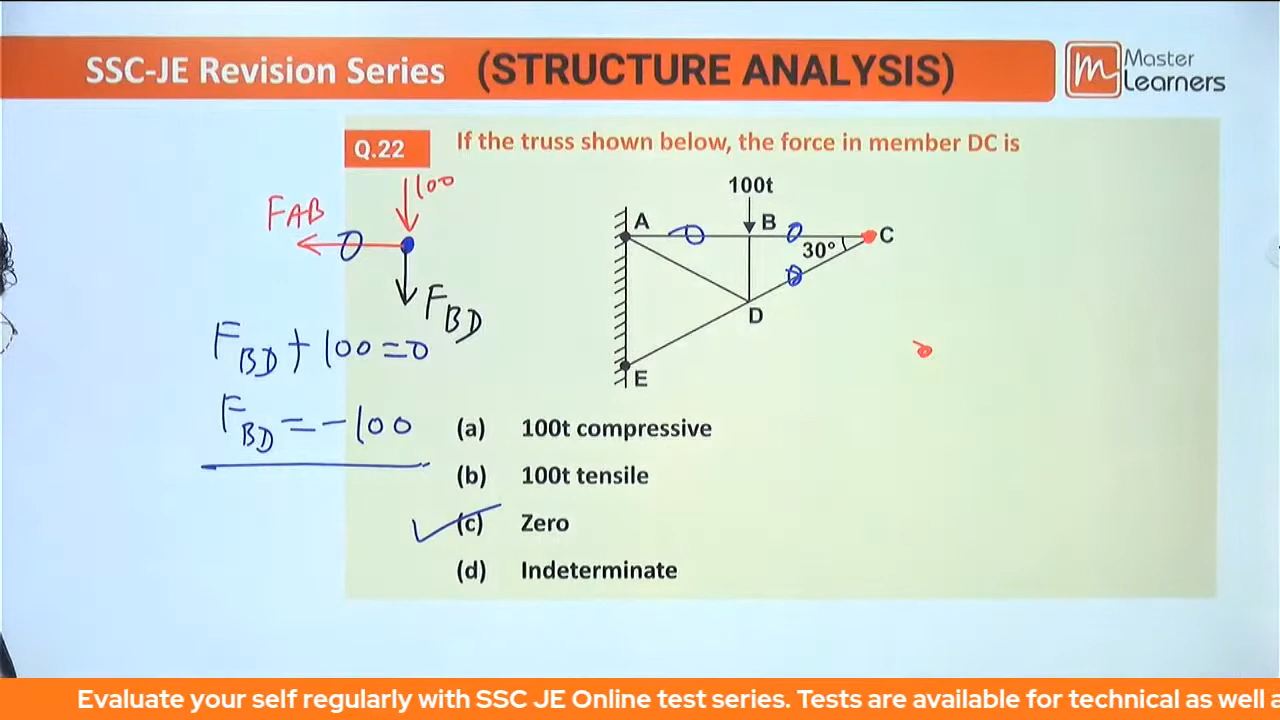 SSC-JE Revision Series (STRUCTURE ANALYSIS)
Master
Learners
Q.22 If the truss shown below, the force in member DC is
100
FAB
0
FBD
FBD + 100 = 0
FBD = -100
100t
A 0 B 0 C
30°
0
D
E
(a) 100t compressive
(b) 100t tensile
(c) Zero
(d) Indeterminate
Evaluate your self regularly with SSC JE Online test series. Tests are available for technical as well a